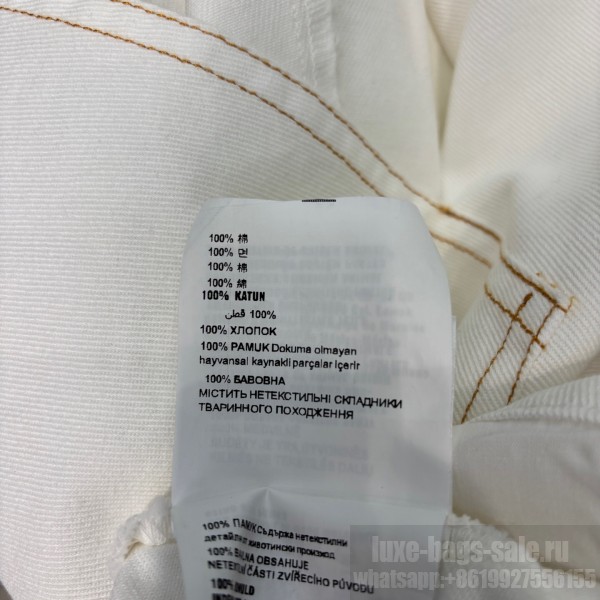 100% 棉
100% 면
100% 棉
100% 綿
100% KATUN
100% قطن
100% ХЛОПОК
100% PAMUK Dokuma olmayan
hayvansal kaynakli parçalar içerir
100% БАВОВНА
МІСТИТЬ НЕТЕКСТИЛЬНІ СКЛАДНИКИ
ТВАРИННОГО ПОХОДЖЕННЯ
100% ПАМУК Съдържа нетекстилни
детайли с животински произход
100% BAVLNA OBSAHUJE
NETEXTILNÍ ČÁSTI ZVÍŘECÍHO PŮVODU
100%
luxe-bags-sale.ru
whatsapp:+8619927556155